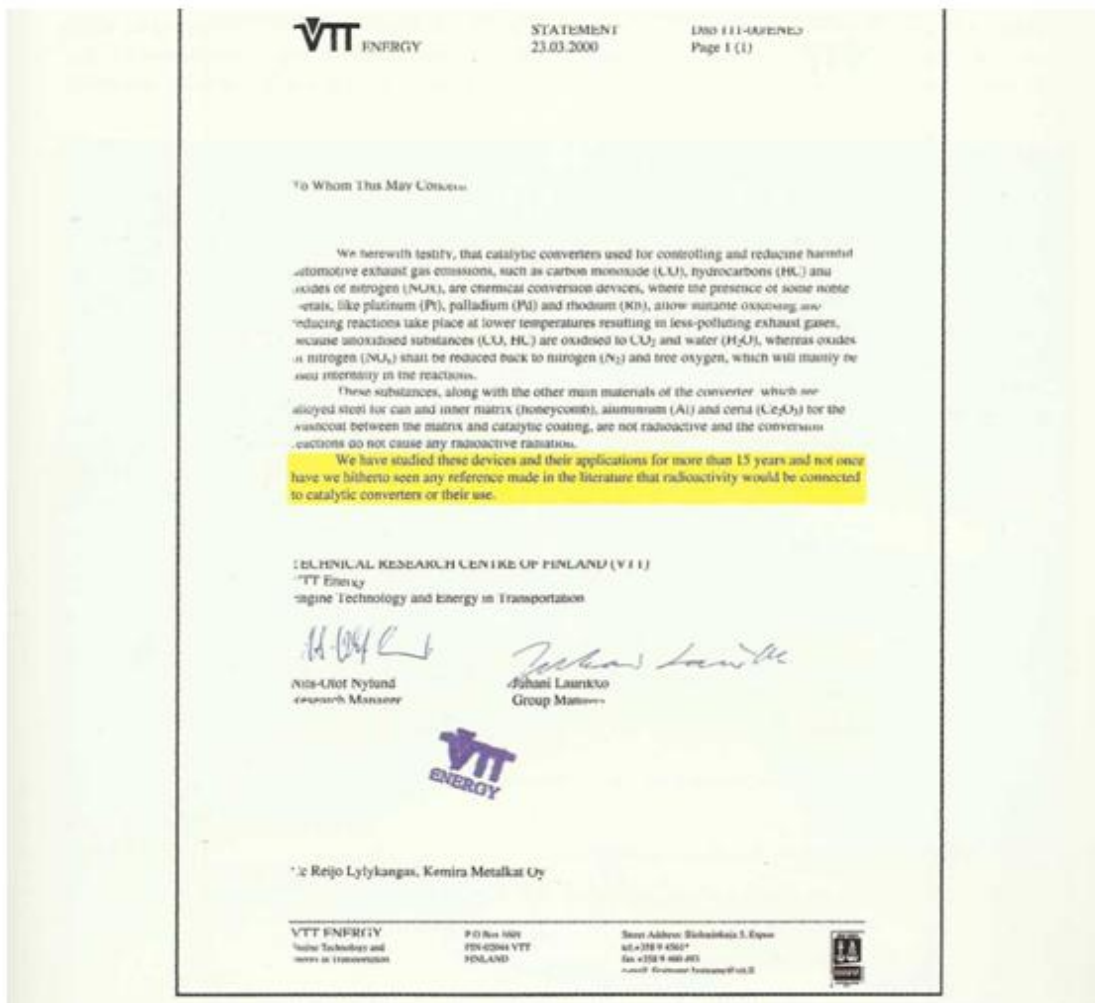 VTT ENERGY
STATEMENT
23.03.2000
Page 1 (1)
To Whom This May Concern
We herewith testify, that catalytic converters used for controlling and reducing harmful
automotive exhaust gas emissions, such as carbon monoxide (CO), hydrocarbons (HC) and
oxides of nitrogen (NOx), are chemical conversion devices, where the presence of some noble
metals, like platinum (Pt), palladium (Pd) and rhodium (Rh), allow suitable oxidising and
reducing reactions take place at lower temperatures resulting in less-polluting exhaust gases,
because unoxidised substances (CO, HC) are oxidised to CO₂ and water (H₂O), whereas oxides
of nitrogen (NOₓ) shall be reduced back to nitrogen (N₂) and free oxygen, which will mainly be
used internally in the reactions.
These substances, along with the other main materials of the converter, which are
alloyed steel for can and inner matrix (honeycomb), aluminium (Al) and ceria (Ce₂O₃) for the
washcoat between the matrix and catalytic coating, are not radioactive and the conversion
reactions do not cause any radioactive radiation.
We have studied these devices and their applications for more than 15 years and not once
have we hitherto seen any reference made in the literature that radioactivity would be connected
to catalytic converters or their use.
TECHNICAL RESEARCH CENTRE OF FINLAND (VTT)
VTT Energy
Engine Technology and Energy in Transportation
Nils-Olof Nylund
Research Manager
Juhani Laurikko
Group Manager
VTT
ENERGY
Reijo Lylykangas, Kemira Metalkat Oy
VTT ENERGY
Engine Technology and
Energy in Transportation
P O Box
FIN-02044 VTT
FINLAND
Street Address: Espoo